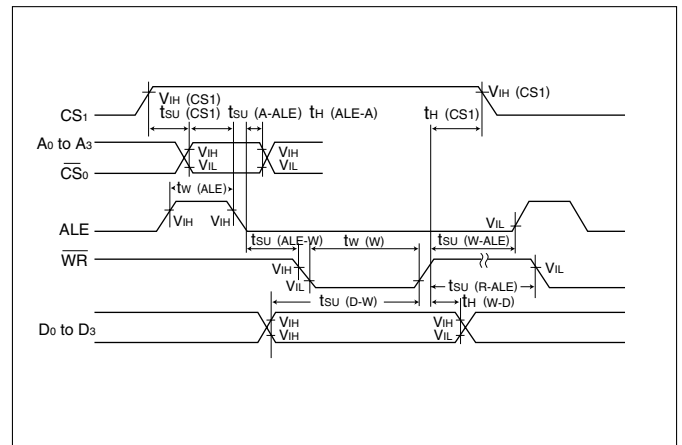 VIH (CS1)
VIH (CS1)
CS1
tSU (CS1)
tSU (A-ALE)
tH (ALE-A)
tH (CS1)
A0 to A3
VIH
VIH
CS0
VIL
VIL
tW (ALE)
ALE
VIH
VIH
VIL
tSU (ALE-W)
tW (W)
tSU (W-ALE)
WR
VIH
VIL
VIL
tSU (R-ALE)
tSU (D-W)
tH (W-D)
D0 to D3
VIH
VIH
VIH
VIL